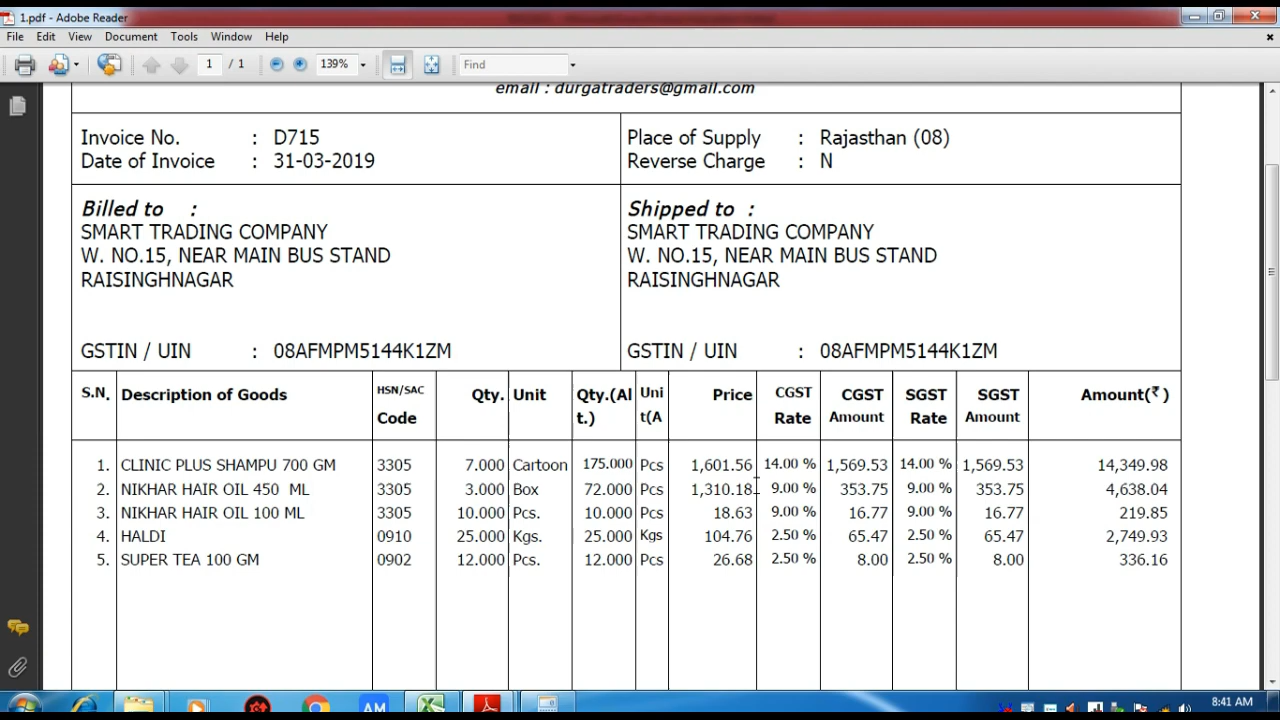 1.pdf - Adobe Reader
File Edit View Document Tools Window Help
1 / 1 139% Find
email : durgatraders@gmail.com
Invoice No. : D715 Place of Supply : Rajasthan (08)
Date of Invoice : 31-03-2019 Reverse Charge : N
Billed to : Shipped to :
SMART TRADING COMPANY SMART TRADING COMPANY
W. NO.15, NEAR MAIN BUS STAND W. NO.15, NEAR MAIN BUS STAND
RAISINGHNAGAR RAISINGHNAGAR
GSTIN / UIN : 08AFMPM5144K1ZM GSTIN / UIN : 08AFMPM5144K1ZM
S.N. Description of Goods HSN/SAC Qty. Unit Qty.(Al Uni Price CGST CGST SGST SGST Amount(₹)
Code t.) t(A Rate Amount Rate Amount
1. CLINIC PLUS SHAMPU 700 GM 3305 7.000 Cartoon 175.000 Pcs 1,601.56 14.00 % 1,569.53 14.00 % 1,569.53 14,349.98
2. NIKHAR HAIR OIL 450 ML 3305 3.000 Box 72.000 Pcs 1,310.18 9.00 % 353.75 9.00 % 353.75 4,638.04
3. NIKHAR HAIR OIL 100 ML 3305 10.000 Pcs. 10.000 Pcs 18.63 9.00 % 16.77 9.00 % 16.77 219.85
4. HALDI 0910 25.000 Kgs. 25.000 Kgs 104.76 2.50 % 65.47 2.50 % 65.47 2,749.93
5. SUPER TEA 100 GM 0902 12.000 Pcs. 12.000 Pcs 26.68 2.50 % 8.00 2.50 % 8.00 336.16
AM 8:41 AM